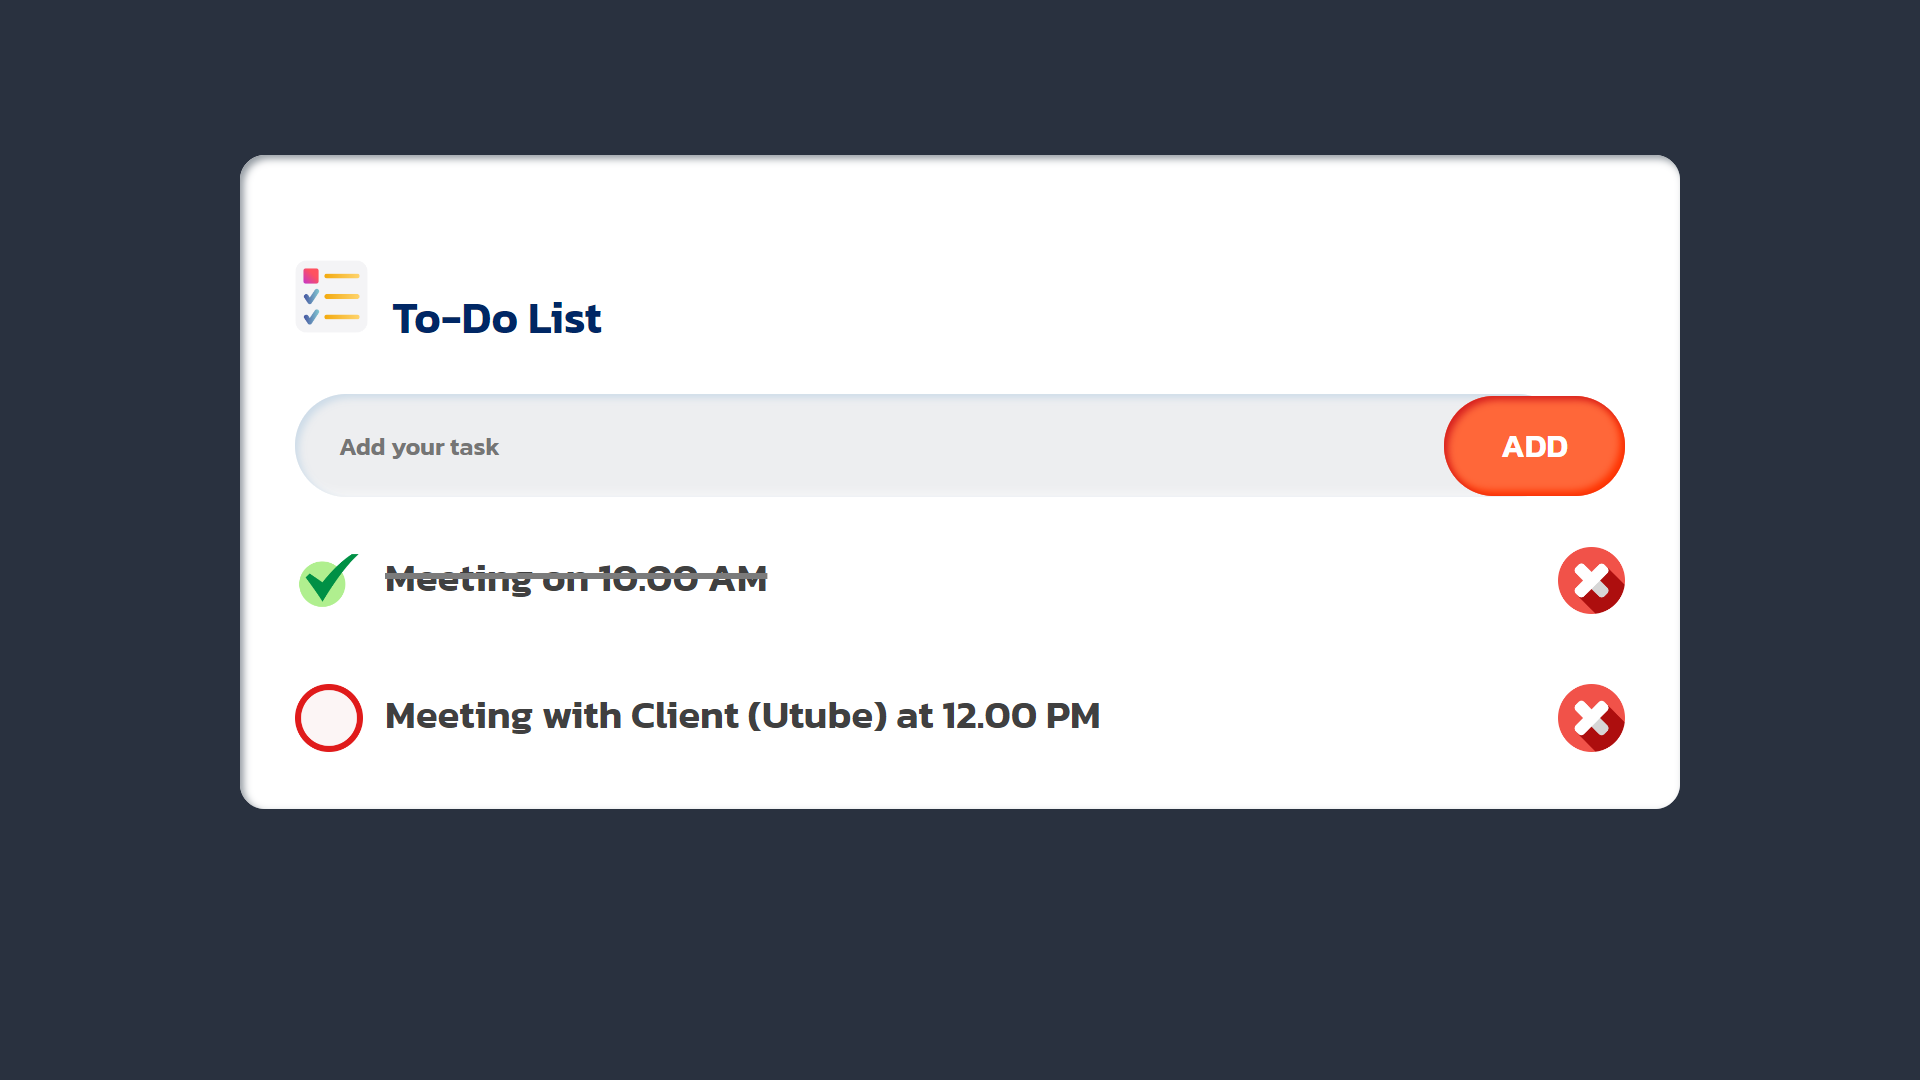 To-Do List
Add your task
ADD
Meeting on 10.00 AM
Meeting with Client (Utube) at 12.00 PM